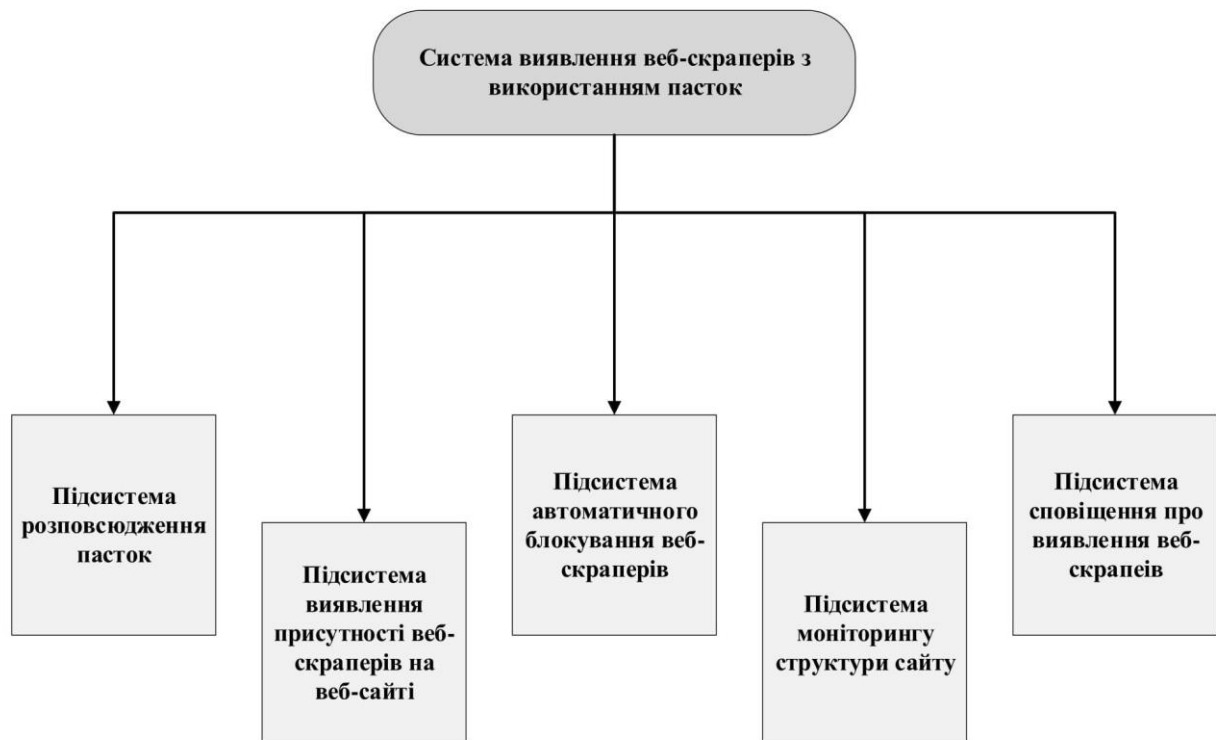 Система виявлення веб-скраперів з
використанням пасток
Підсистема
розповсюдження
пасток
Підсистема
виявлення
присутності веб-
скраперів на
веб-сайті
Підсистема
автоматичного
блокування веб-
скраперів
Підсистема
моніторингу
структури сайту
Підсистема
сповіщення про
виявлення веб-
скрапеів